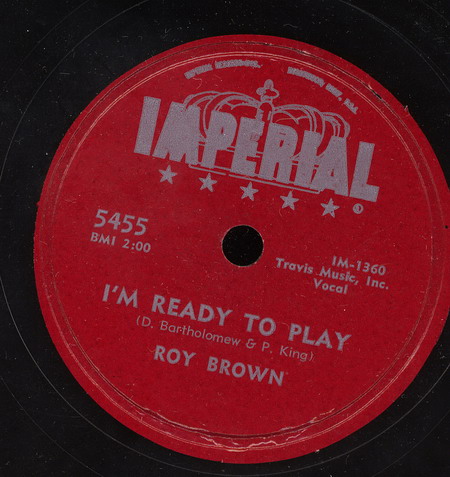 IMPERIAL
5455
BMI 2:00
IM-1360
Travis Music, Inc.
Vocal
I'M READY TO PLAY
(D. Bartholomew & P. King)
ROY BROWN